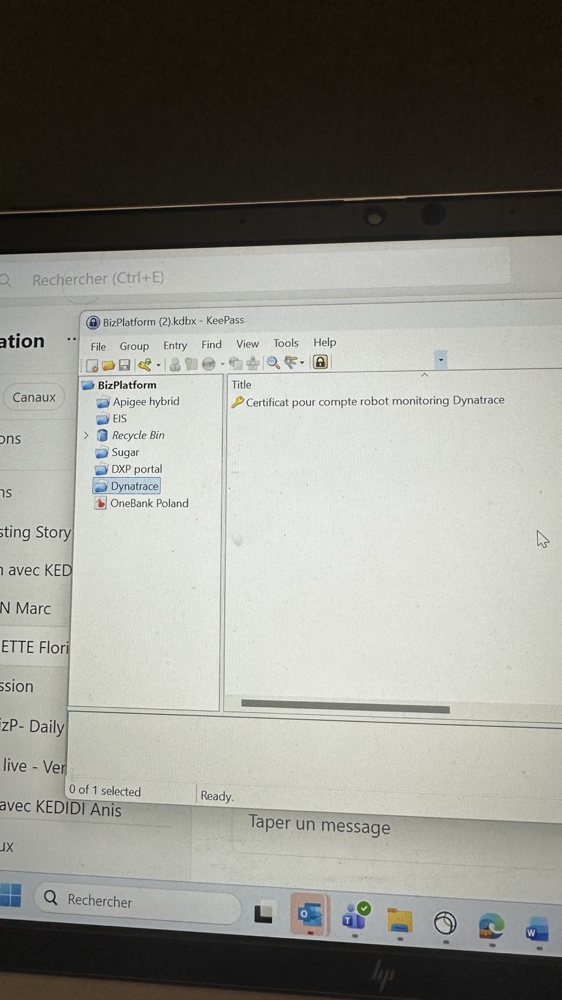 Rechercher (Ctrl+E)
BizPlatform (2).kdbx - KeePass
ation ..
File Group Entry Find View Tools Help
Canaux
BizPlatform
Title
Apigee hybrid
Certificat pour compte robot monitoring Dynatrace
EIS
ons
Recycle Bin
Sugar
DXP portal
ns
Dynatrace
OneBank Poland
sting Story
n avec KED
N Marc
ETTE Flori
ssion
izP- Daily
live - Ver
0 of 1 selected
Ready.
avec KEDIDI Anis
Taper un message
ux
Rechercher
O
T
W
hp